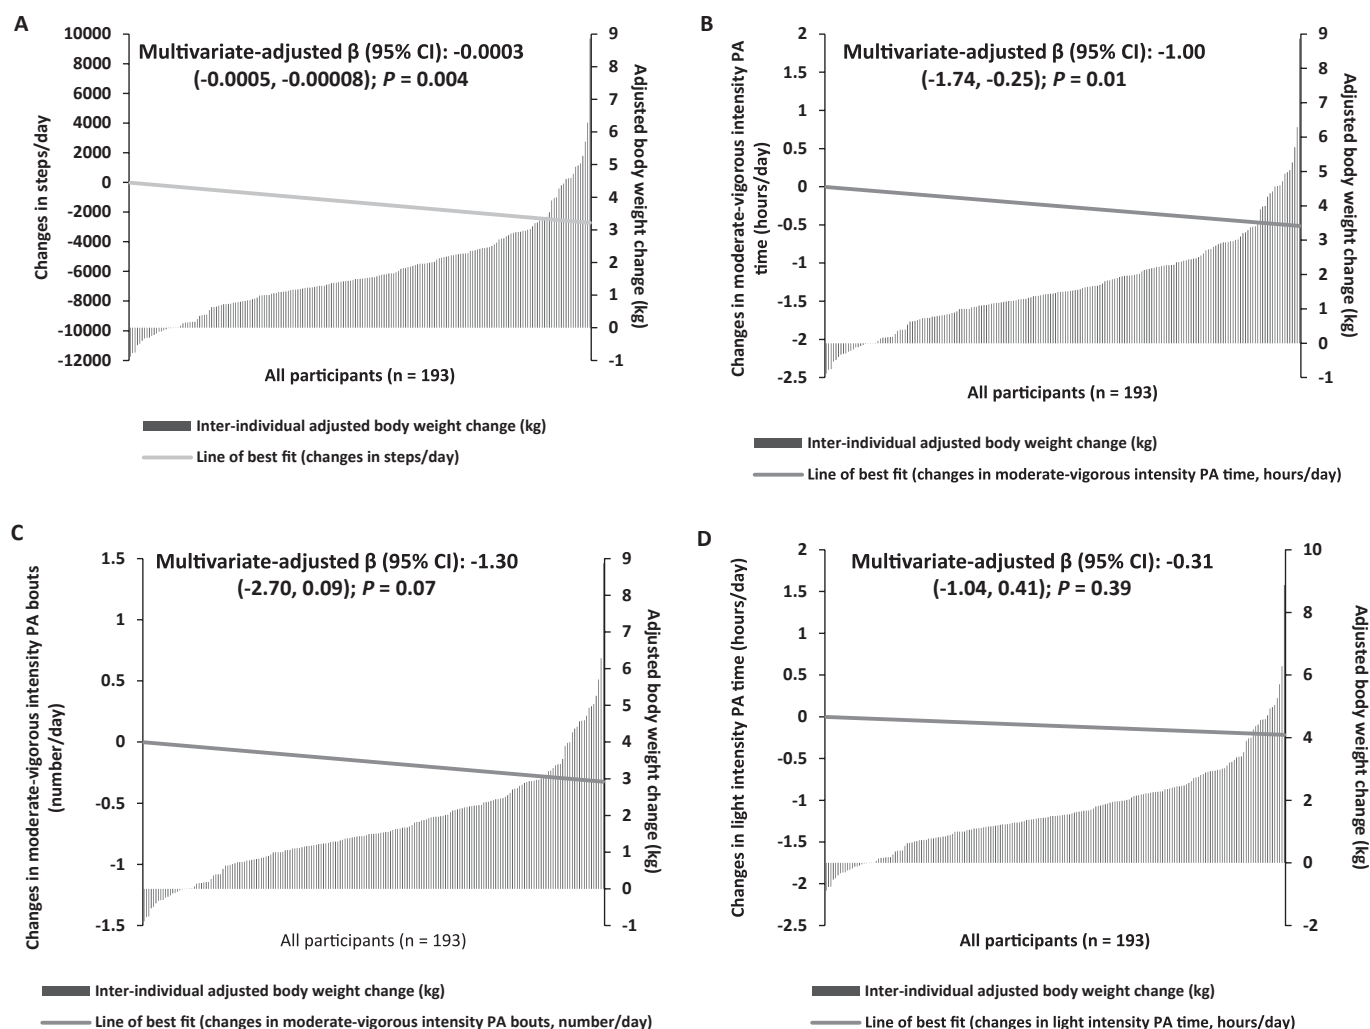 A
Multivariate-adjusted β (95% CI): -0.0003
(-0.0005, -0.00008); P = 0.004
Changes in steps/day
10000
8000
6000
4000
2000
0
-2000
-4000
-6000
-8000
-10000
-12000
9
8
7
6
5
4
3
2
1
0
-1
Adjusted body weight change (kg)
All participants (n = 193)
Inter-individual adjusted body weight change (kg)
Line of best fit (changes in steps/day)
B
Multivariate-adjusted β (95% CI): -1.00
(-1.74, -0.25); P = 0.01
Changes in moderate-vigorous intensity PA
time (hours/day)
2
1.5
1
0.5
0
-0.5
-1
-1.5
-2
-2.5
9
8
7
6
5
4
3
2
1
0
-1
Adjusted body weight change (kg)
All participants (n = 193)
Inter-individual adjusted body weight change (kg)
Line of best fit (changes in moderate-vigorous intensity PA time, hours/day)
C
Multivariate-adjusted β (95% CI): -1.30
(-2.70, 0.09); P = 0.07
Changes in moderate-vigorous intensity PA bouts
(number/day)
1.5
1
0.5
0
-0.5
-1
-1.5
9
8
7
6
5
4
3
2
1
0
-1
Adjusted body weight change (kg)
All participants (n = 193)
Inter-individual adjusted body weight change (kg)
Line of best fit (changes in moderate-vigorous intensity PA bouts, number/day)
D
Multivariate-adjusted β (95% CI): -0.31
(-1.04, 0.41); P = 0.39
Changes in light intensity PA time (hours/day)
2
1.5
1
0.5
0
-0.5
-1
-1.5
-2
-2.5
10
8
6
4
2
0
-2
Adjusted body weight change (kg)
All participants (n = 193)
Inter-individual adjusted body weight change (kg)
Line of best fit (changes in light intensity PA time, hours/day)